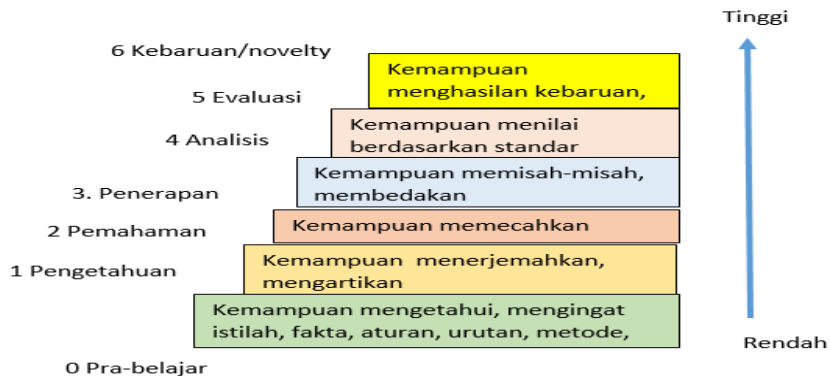 Tinggi
6 Kebaruan/novelty
Kemampuan
menghasilan kebaruan,
5 Evaluasi
Kemampuan menilai
berdasarkan standar
4 Analisis
Kemampuan memisah-misah,
membedakan
3. Penerapan
Kemampuan memecahkan
2 Pemahaman
Kemampuan menerjemahkan,
mengartikan
1 Pengetahuan
Kemampuan mengetahui, mengingat
istilah, fakta, aturan, urutan, metode,
Rendah
0 Pra-belajar